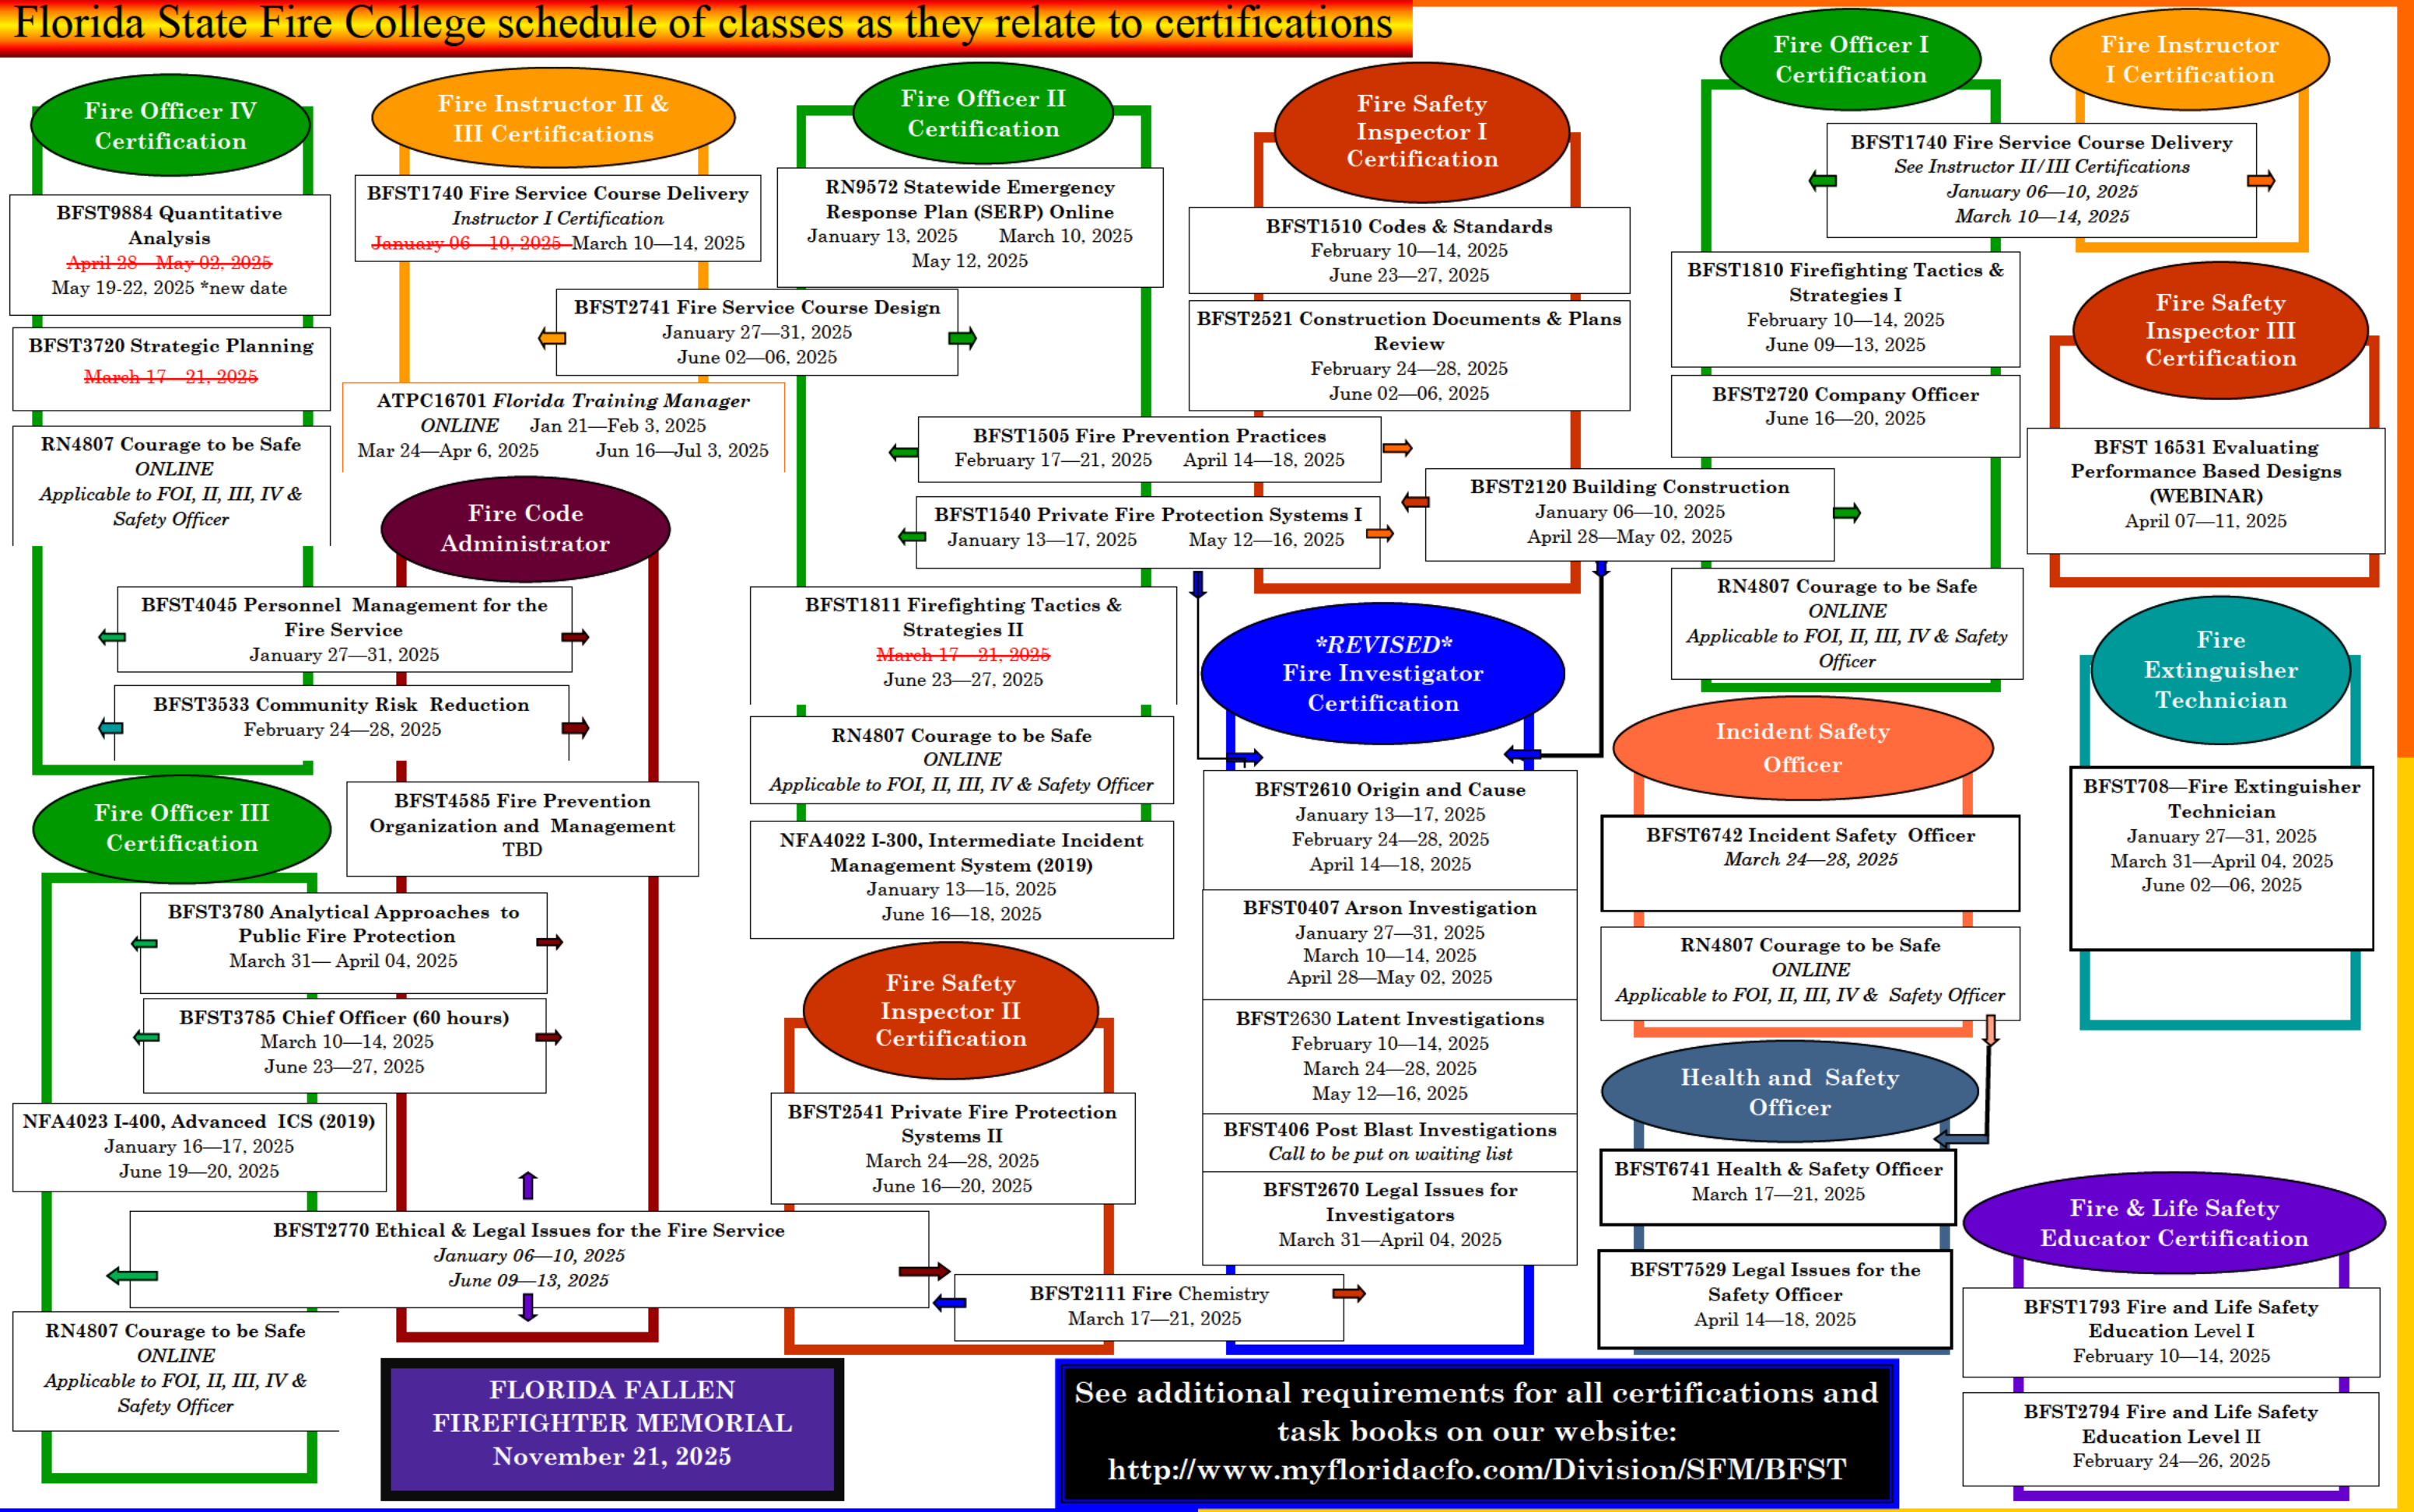 Florida State Fire College schedule of classes as they relate to certifications
Fire Officer IV
Certification
BFST9884 Quantitative
Analysis
April 28—May 02, 2025
May 19-22, 2025 *new date
BFST3720 Strategic Planning
March 17—21, 2025
RN4807 Courage to be Safe
ONLINE
Applicable to FOI, II, III, IV &
Safety Officer
Fire Instructor II &
III Certifications
BFST1740 Fire Service Course Delivery
Instructor I Certification
January 06—10, 2025 March 10—14, 2025
BFST2741 Fire Service Course Design
January 27—31, 2025
June 02—06, 2025
ATPC16701 Florida Training Manager
ONLINE Jan 21—Feb 3, 2025
Mar 24—Apr 6, 2025 Jun 16—Jul 3, 2025
Fire Code
Administrator
BFST4045 Personnel Management for the
Fire Service
January 27—31, 2025
BFST3533 Community Risk Reduction
February 24—28, 2025
BFST4585 Fire Prevention
Organization and Management
TBD
Fire Officer III
Certification
BFST3780 Analytical Approaches to
Public Fire Protection
March 31— April 04, 2025
BFST3785 Chief Officer (60 hours)
March 10—14, 2025
June 23—27, 2025
NFA4023 I-400, Advanced ICS (2019)
January 16—17, 2025
June 19—20, 2025
BFST2770 Ethical & Legal Issues for the Fire Service
January 06—10, 2025
June 09—13, 2025
RN4807 Courage to be Safe
ONLINE
Applicable to FOI, II, III, IV &
Safety Officer
FLORIDA FALLEN
FIREFIGHTER MEMORIAL
November 21, 2025
Fire Officer II
Certification
RN9572 Statewide Emergency
Response Plan (SERP) Online
January 13, 2025 March 10, 2025
May 12, 2025
BFST1505 Fire Prevention Practices
February 17—21, 2025 April 14—18, 2025
BFST1540 Private Fire Protection Systems I
January 13—17, 2025 May 12—16, 2025
BFST1811 Firefighting Tactics &
Strategies II
March 17—21, 2025
June 23—27, 2025
RN4807 Courage to be Safe
ONLINE
Applicable to FOI, II, III, IV & Safety Officer
NFA4022 I-300, Intermediate Incident
Management System (2019)
January 13—15, 2025
June 16—18, 2025
Fire Safety
Inspector II
Certification
BFST2541 Private Fire Protection
Systems II
March 24—28, 2025
June 16—20, 2025
BFST2111 Fire Chemistry
March 17—21, 2025
Fire Safety
Inspector I
Certification
BFST1510 Codes & Standards
February 10—14, 2025
June 23—27, 2025
BFST2521 Construction Documents & Plans
Review
February 24—28, 2025
June 02—06, 2025
BFST2120 Building Construction
January 06—10, 2025
April 28—May 02, 2025
*REVISED*
Fire Investigator
Certification
BFST2610 Origin and Cause
January 13—17, 2025
February 24—28, 2025
April 14—18, 2025
BFST0407 Arson Investigation
January 27—31, 2025
March 10—14, 2025
April 28—May 02, 2025
BFST2630 Latent Investigations
February 10—14, 2025
March 24—28, 2025
May 12—16, 2025
BFST406 Post Blast Investigations
Call to be put on waiting list
BFST2670 Legal Issues for
Investigators
March 31—April 04, 2025
See additional requirements for all certifications and
task books on our website:
http://www.myfloridacfo.com/Division/SFM/BFST
Fire Officer I
Certification
Fire Instructor
I Certification
BFST1740 Fire Service Course Delivery
See Instructor II/III Certifications
January 06—10, 2025
March 10—14, 2025
BFST1810 Firefighting Tactics &
Strategies I
February 10—14, 2025
June 09—13, 2025
BFST2720 Company Officer
June 16—20, 2025
RN4807 Courage to be Safe
ONLINE
Applicable to FOI, II, III, IV & Safety
Officer
Fire Safety
Inspector III
Certification
BFST 16531 Evaluating
Performance Based Designs
(WEBINAR)
April 07—11, 2025
Incident Safety
Officer
BFST6742 Incident Safety Officer
March 24—28, 2025
RN4807 Courage to be Safe
ONLINE
Applicable to FOI, II, III, IV & Safety Officer
Fire
Extinguisher
Technician
BFST708—Fire Extinguisher
Technician
January 27—31, 2025
March 31—April 04, 2025
June 02—06, 2025
Health and Safety
Officer
BFST6741 Health & Safety Officer
March 17—21, 2025
BFST7529 Legal Issues for the
Safety Officer
April 14—18, 2025
Fire & Life Safety
Educator Certification
BFST1793 Fire and Life Safety
Education Level I
February 10—14, 2025
BFST2794 Fire and Life Safety
Education Level II
February 24—26, 2025